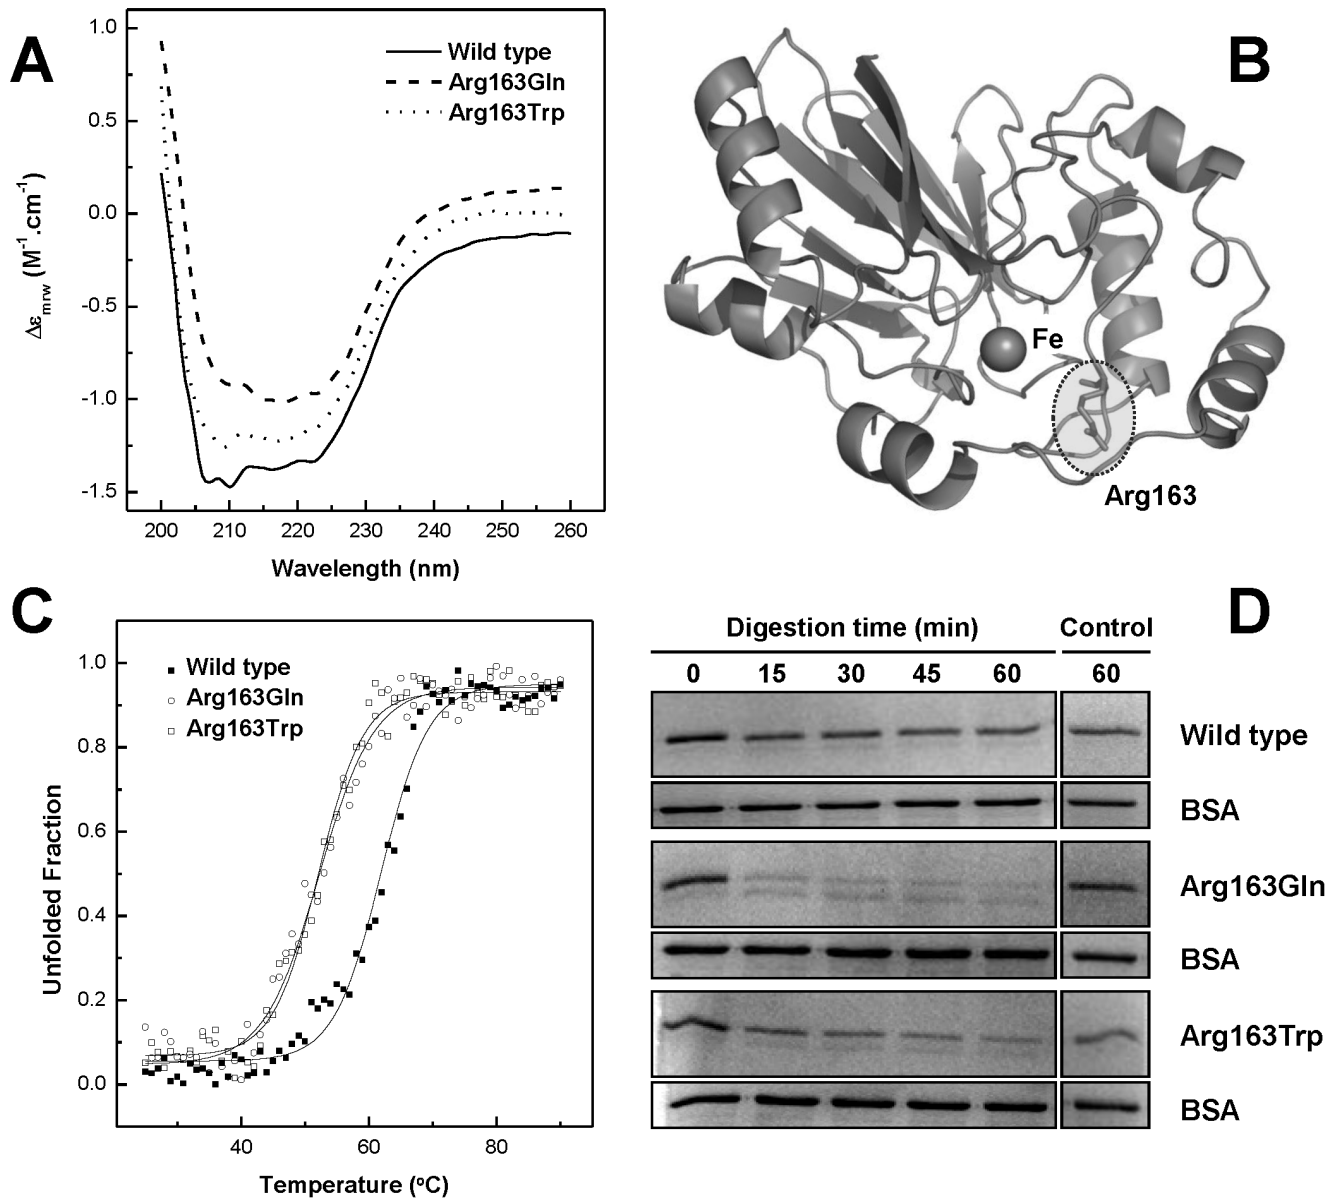 A
Wild type
Arg163Gln
Arg163Trp
1.0
0.5
0.0
-0.5
-1.0
-1.5
Δε mrw (M-1.cm-1)
200 210 220 230 240 250 260
Wavelength (nm)
B
Fe
Arg163
C
Wild type
Arg163Gln
Arg163Trp
1.0
0.8
0.6
0.4
0.2
0.0
Unfolded Fraction
40 60 80
Temperature (ºC)
D
Digestion time (min) Control
0 15 30 45 60 60
Wild type
BSA
Arg163Gln
BSA
Arg163Trp
BSA